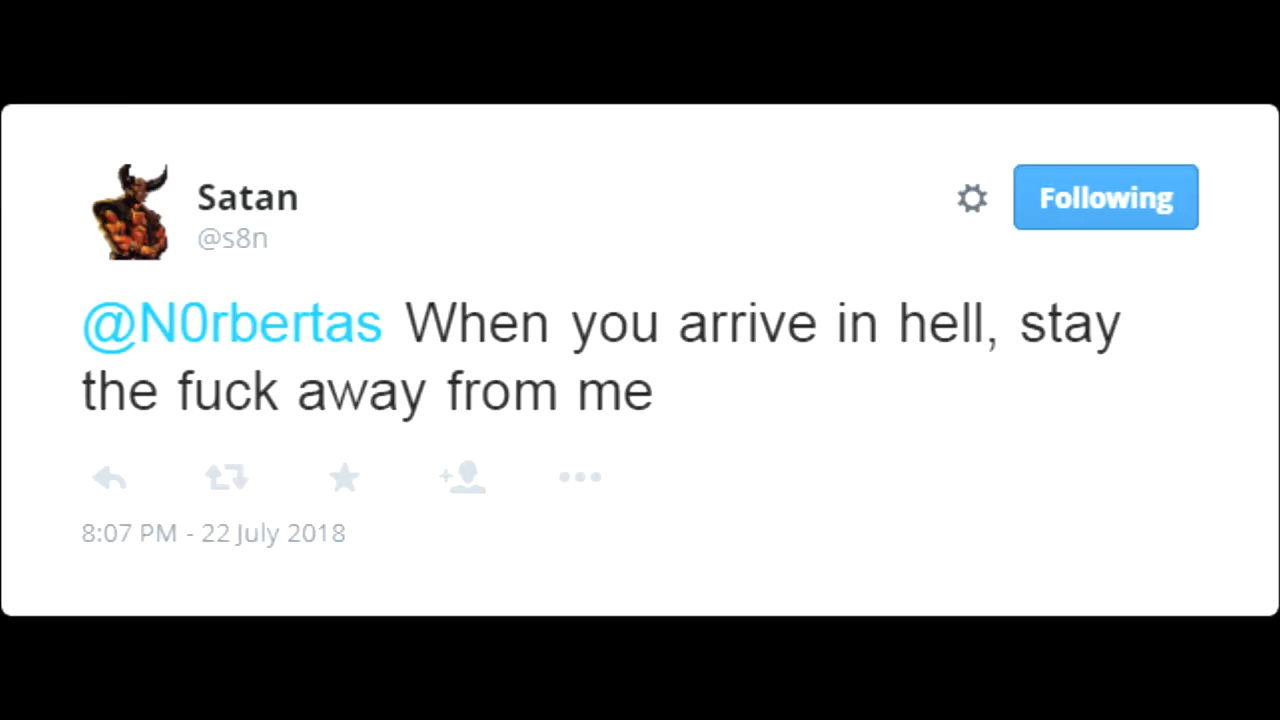 Satan
@s8n
Following
@N0rbertas When you arrive in hell, stay
the fuck away from me
8:07 PM - 22 July 2018